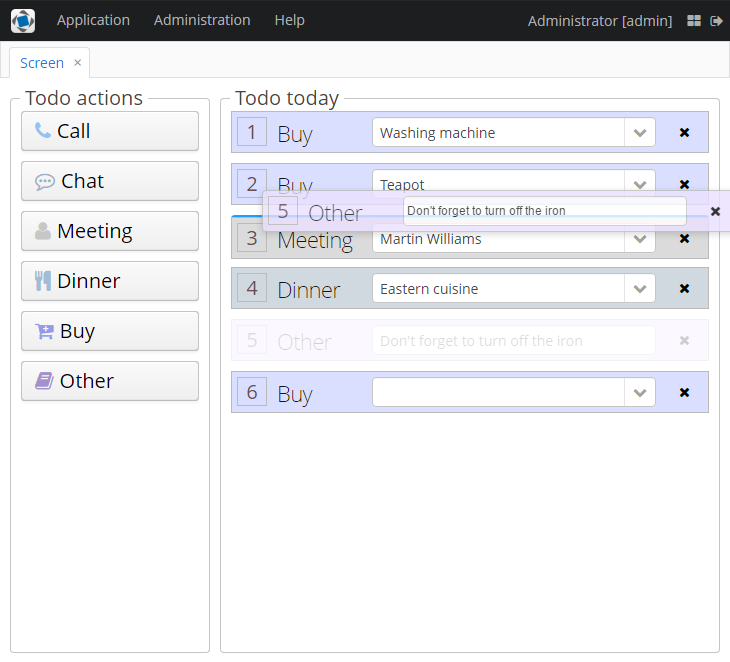 Application Administration Help Administrator [admin]
Screen ×
Todo actions
Call
Chat
Meeting
Dinner
Buy
Other
Todo today
1 Buy Washing machine
2 Buy Teapot
5 Other Don't forget to turn off the iron
3 Meeting Martin Williams
4 Dinner Eastern cuisine
5 Other Don't forget to turn off the iron
6 Buy